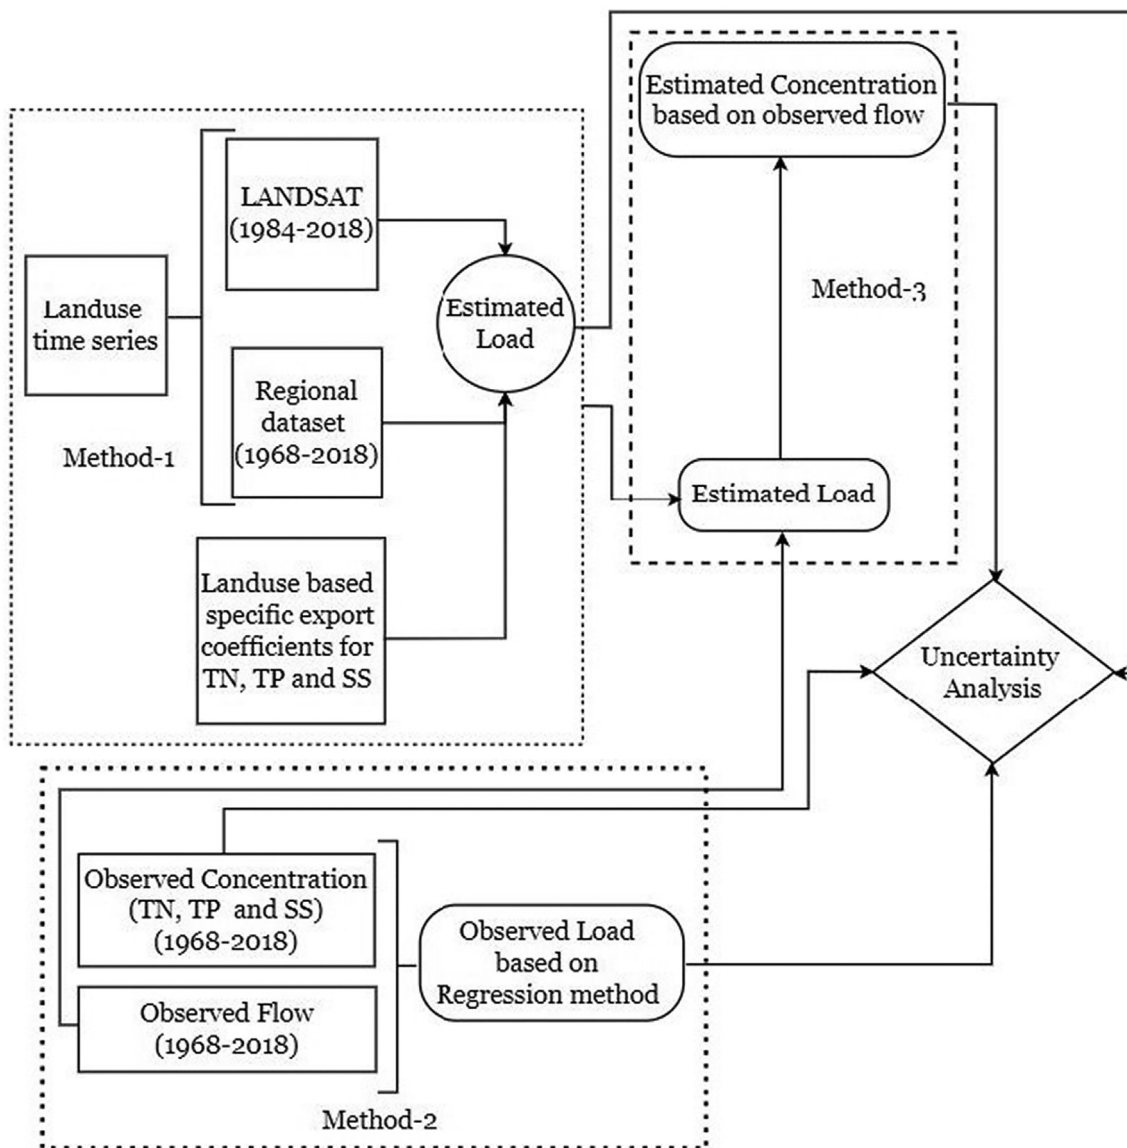 Estimated Concentration
based on observed flow
LANDSAT
(1984-2018)
Landuse
time series
Estimated
Load
Method-3
Regional
dataset
(1968-2018)
Method-1
Estimated Load
Landuse based
specific export
coefficients for
TN, TP and SS
Uncertainty
Analysis
Observed Concentration
(TN, TP and SS)
(1968-2018)
Observed Load
based on
Regression method
Observed Flow
(1968-2018)
Method-2